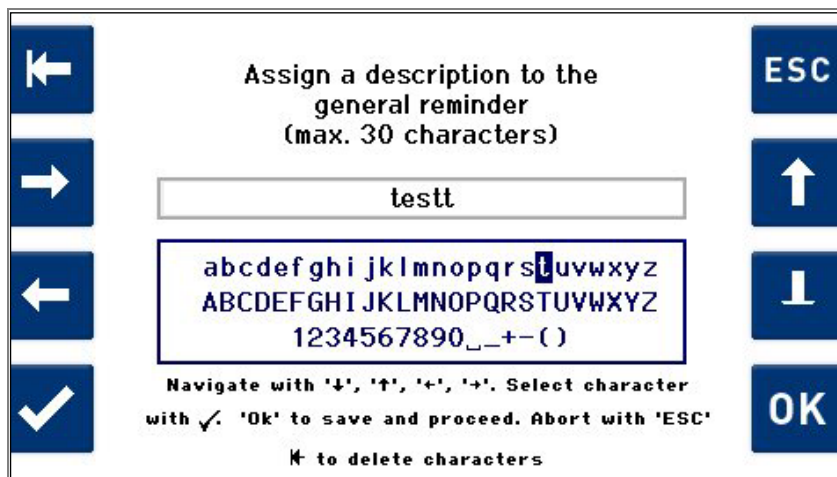 ESC
Assign a description to the
general reminder
(max. 30 characters)
testt
abcdefghijklmnopqrstuvwxyz
ABCDEFGHIJKLMNOPQRSTUVWXYZ
1234567890␣_+-()
Navigate with '↓', '↑', '←', '→'. Select character
with ✓. 'Ok' to save and proceed. Abort with 'ESC'
OK
|← to delete characters